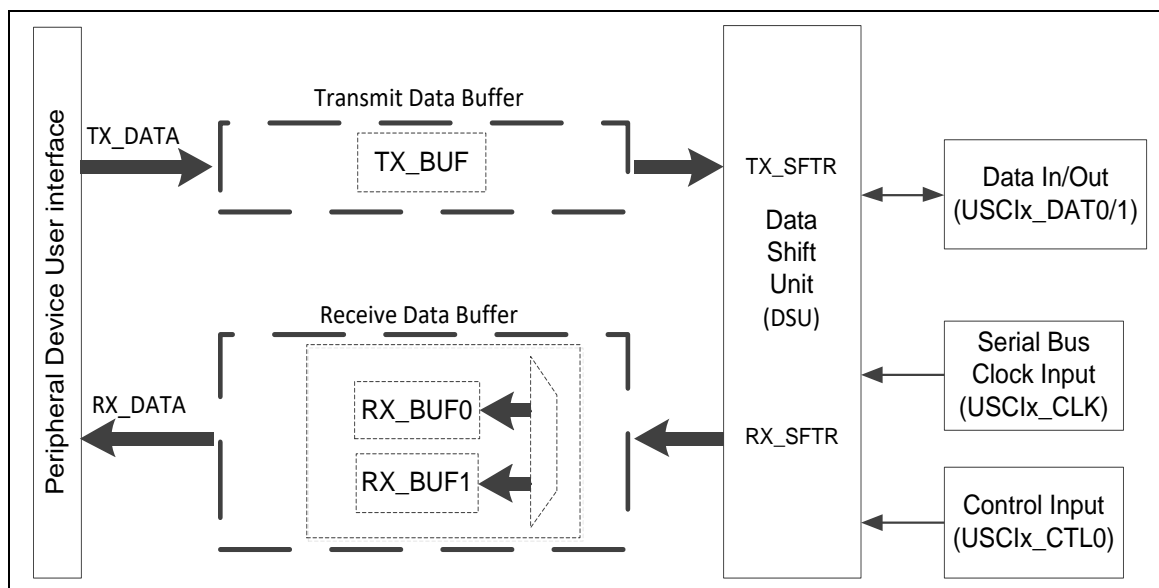 Peripheral Device User interface
TX_DATA
Transmit Data Buffer
TX_BUF
Receive Data Buffer
RX_DATA
RX_BUF0
RX_BUF1
TX_SFTR
Data
Shift
Unit
(DSU)
RX_SFTR
Data In/Out
(USCIx_DAT0/1)
Serial Bus
Clock Input
(USCIx_CLK)
Control Input
(USCIx_CTL0)